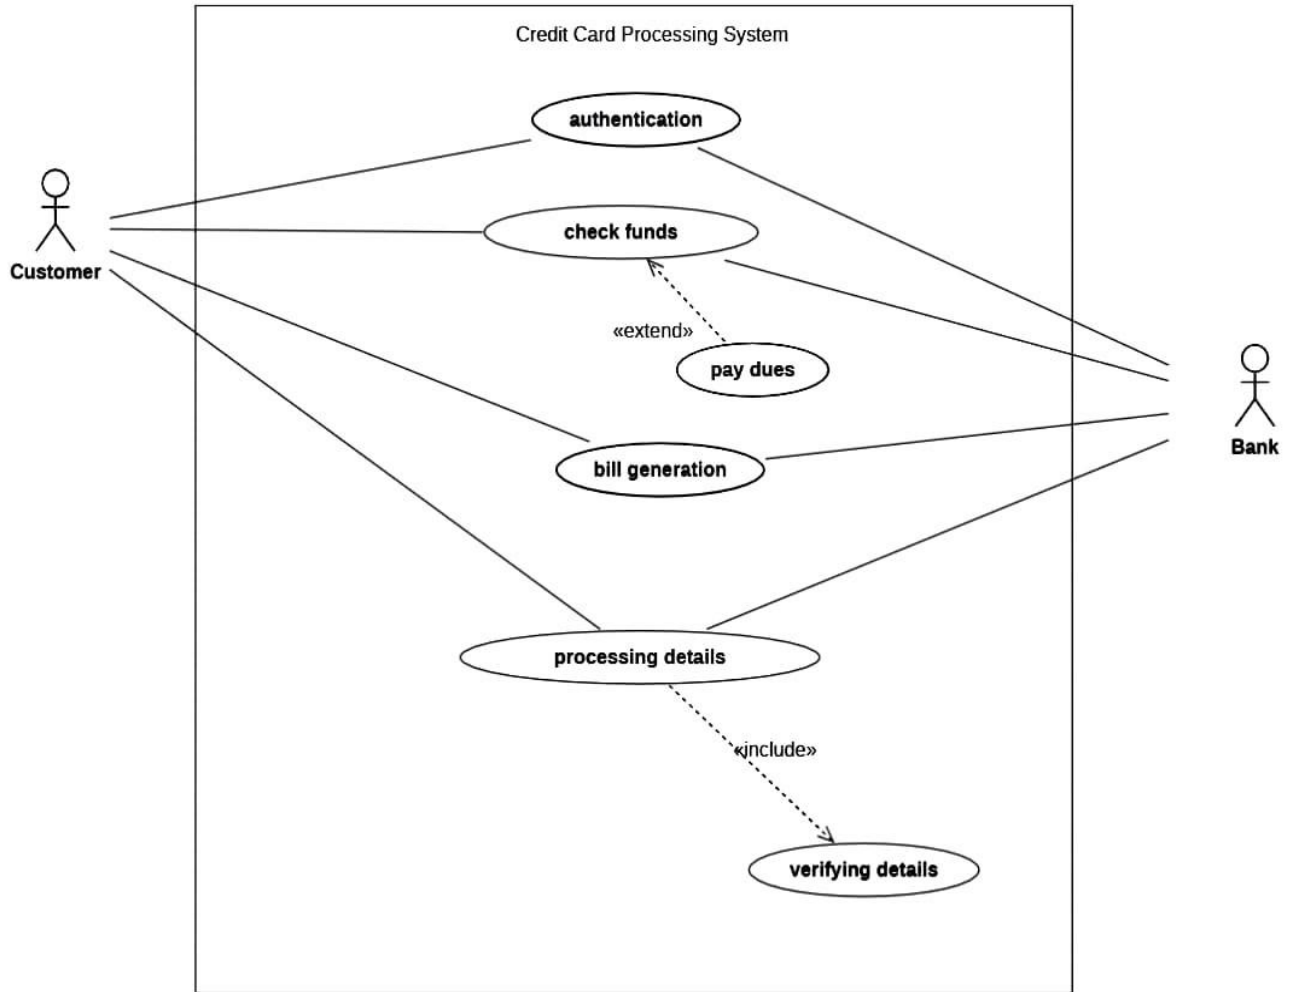 Credit Card Processing System
authentication
check funds
Customer
«extend»
pay dues
Bank
bill generation
processing details
«include»
verifying details